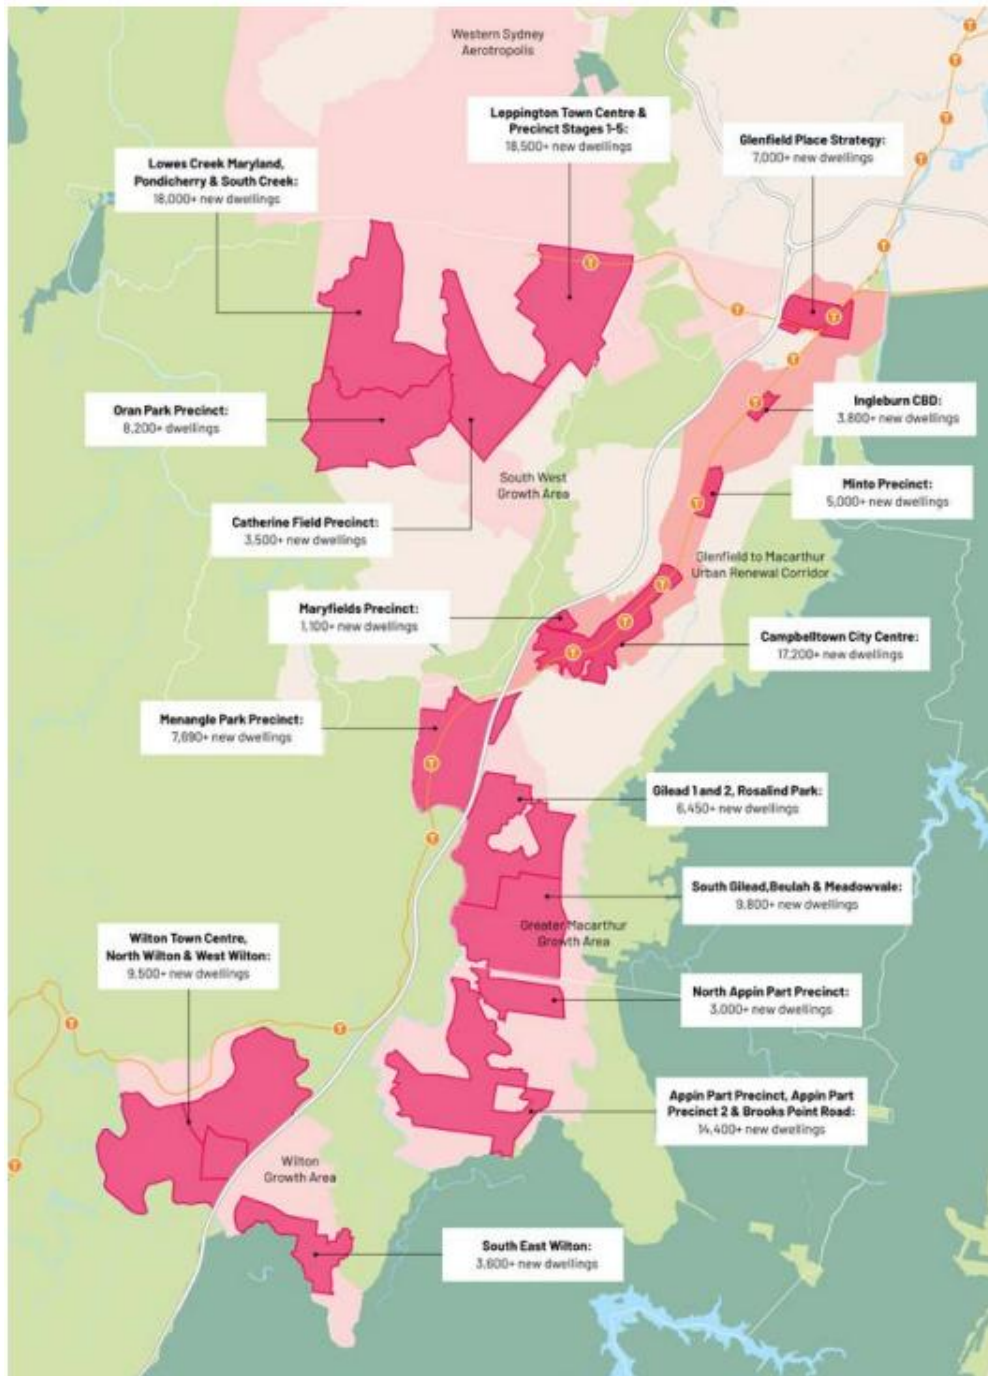 Western Sydney
Aerotropolis
Leppington Town Centre &
Precinct Stages 1-5:
18,500+ new dwellings
Glenfield Place Strategy:
7,000+ new dwellings
Lowes Creek Maryland,
Pondicherry & South Creek:
18,000+ new dwellings
Oran Park Precinct:
8,200+ dwellings
Ingleburn CBD:
3,800+ new dwellings
South West
Growth Area
Minto Precinct:
5,000+ new dwellings
Catherine Field Precinct:
3,500+ new dwellings
Glenfield to Macarthur
Urban Renewal Corridor
Maryfields Precinct:
1,100+ new dwellings
Campbelltown City Centre:
17,200+ new dwellings
Menangle Park Precinct:
7,690+ new dwellings
Gilead 1 and 2, Rosalind Park:
6,450+ new dwellings
South Gilead,Beulah & Meadowvale:
9,800+ new dwellings
Greater Macarthur
Growth Area
Wilton Town Centre,
North Wilton & West Wilton:
9,500+ new dwellings
North Appin Part Precinct:
3,000+ new dwellings
Appin Part Precinct, Appin Part
Precinct 2 & Brooks Point Road:
14,400+ new dwellings
Wilton
Growth Area
South East Wilton:
3,600+ new dwellings